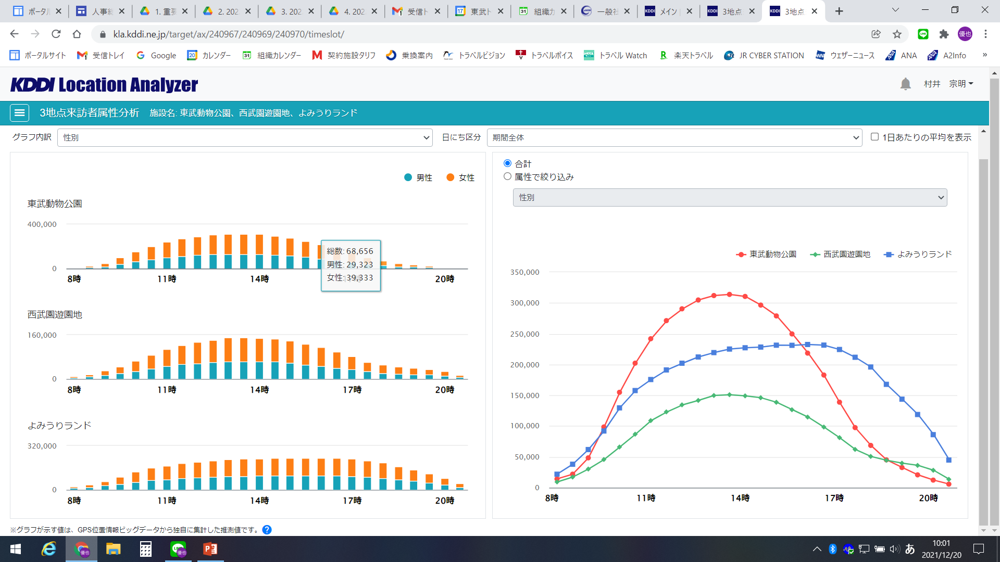 ポータル
人事総
1. 重要
2. 202
3. 202
4. 202
受信ト
東武ト
組織カ
一般社
メイン
3地点
3地点
kla.kddi.ne.jp/target/ax/240967/240969/240970/timeslot/
優也
ポータルサイト 受信トレイ Google カレンダー 組織カレンダー 契約施設タリフ 乗換案内 トラベルビジョン トラベルボイス トラベル Watch 楽天トラベル JR CYBER STATION ウェザーニュース ANA A2Info »
KDDI Location Analyzer
村井 宗明
3地点来訪者属性分析 施設名: 東武動物公園、西武園遊園地、よみうりランド
グラフ内訳 性別 日にち区分 期間全体 1日あたりの平均を表示
男性 女性
東武動物公園
400,000
0
8時 11時 14時 17時 20時
総数: 68,656
男性: 29,323
女性: 39,333
西武園遊園地
160,000
0
8時 11時 14時 17時 20時
よみうりランド
320,000
0
8時 11時 14時 17時 20時
合計
属性で絞り込み
性別
東武動物公園 西武園遊園地 よみうりランド
350,000
300,000
250,000
200,000
150,000
100,000
50,000
0
8時 11時 14時 17時 20時
※グラフが示す値は、GPS位置情報ビッグデータから独自に集計した推測値です。 ?
あ
10:01
2021/12/20